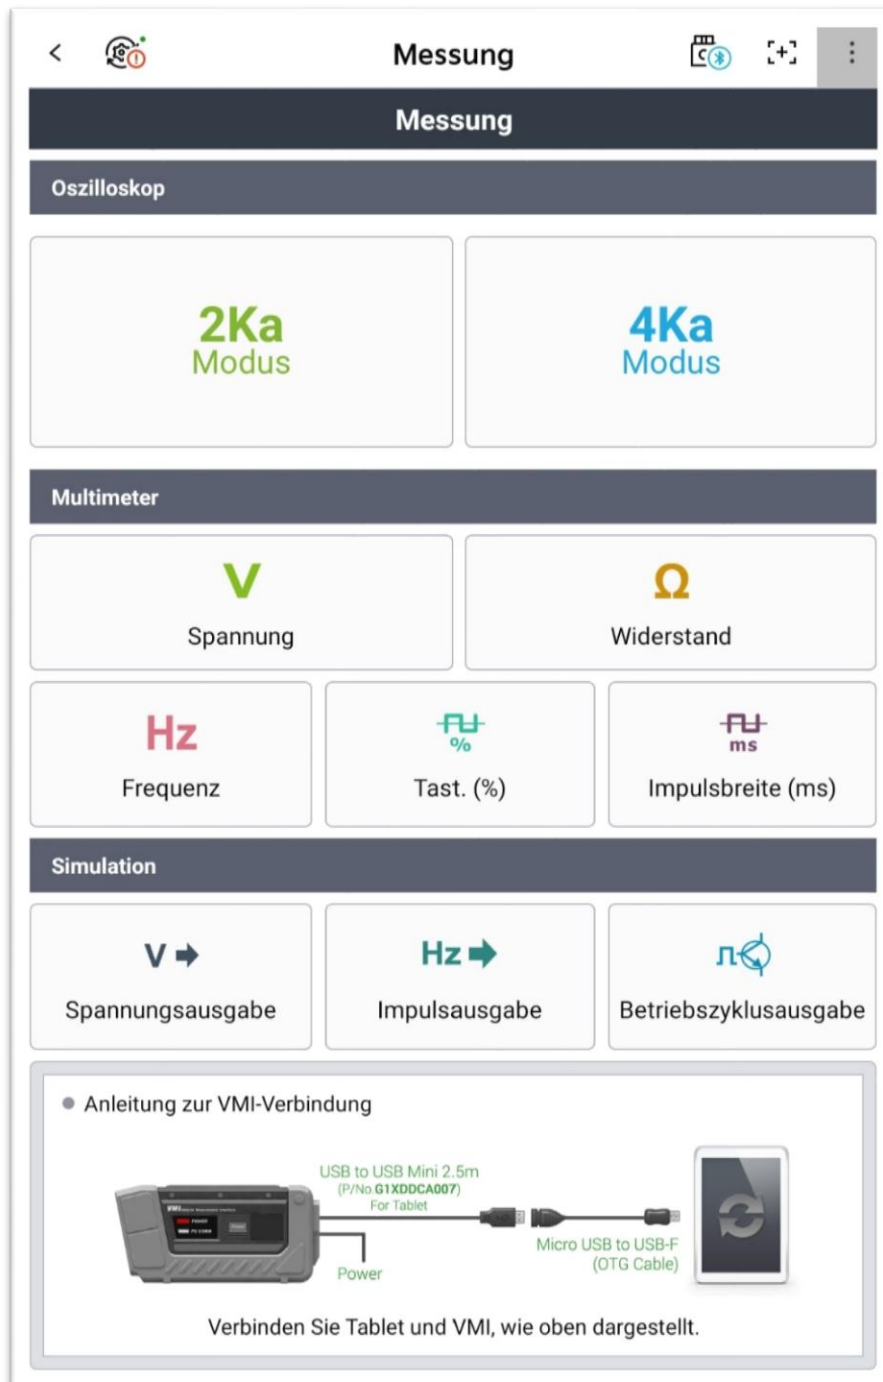 Messung
Messung
Oszilloskop
2Ka
Modus
4Ka
Modus
Multimeter
V
Spannung
Ω
Widerstand
Hz
Frequenz
%
Tast. (%)
ms
Impulsbreite (ms)
Simulation
V
Spannungsausgabe
Hz
Impulsausgabe
Betriebszyklusausgabe
Anleitung zur VMI-Verbindung
USB to USB Mini 2.5m
(P/No.G1XDDCA007)
For Tablet
VMI
POWER
Micro USB to USB-F
(OTG Cable)
Power
Verbinden Sie Tablet und VMI, wie oben dargestellt.